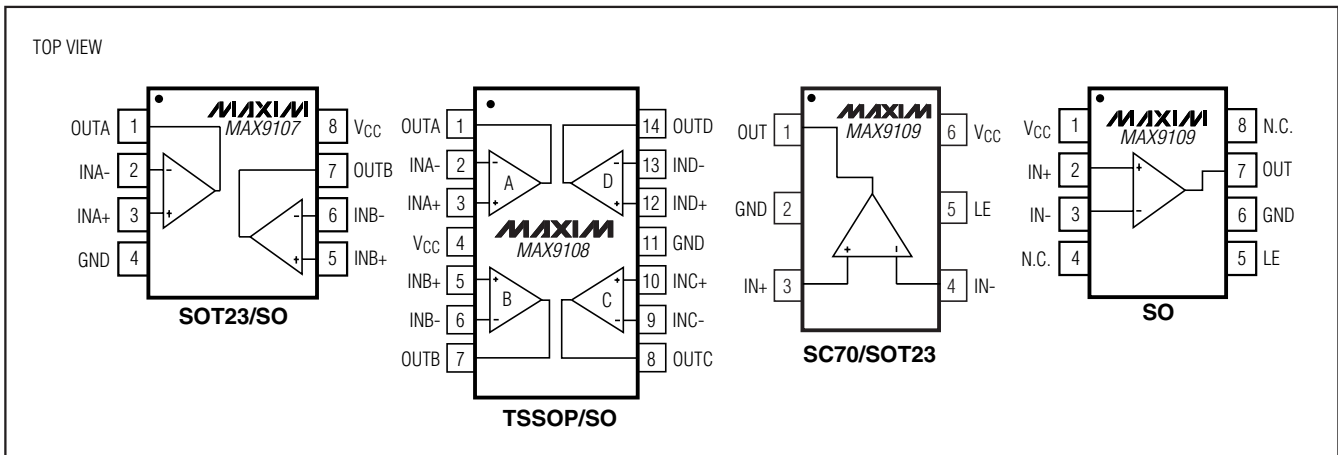 TOP VIEW
MAXIM
MAX9107
OUTA 1
INA- 2
INA+ 3
GND 4
8 VCC
7 OUTB
6 INB-
5 INB+
- +
- +
SOT23/SO
MAXIM
MAX9108
OUTA 1
INA- 2
INA+ 3
VCC 4
INB+ 5
INB- 6
OUTB 7
14 OUTD
13 IND-
12 IND+
11 GND
10 INC+
9 INC-
8 OUTC
- A +
- D +
+ B -
+ C -
TSSOP/SO
MAXIM
MAX9109
OUT 1
GND 2
IN+ 3
6 VCC
5 LE
4 IN-
+ -
SC70/SOT23
MAXIM
MAX9109
VCC 1
IN+ 2
IN- 3
N.C. 4
8 N.C.
7 OUT
6 GND
5 LE
+ -
SO